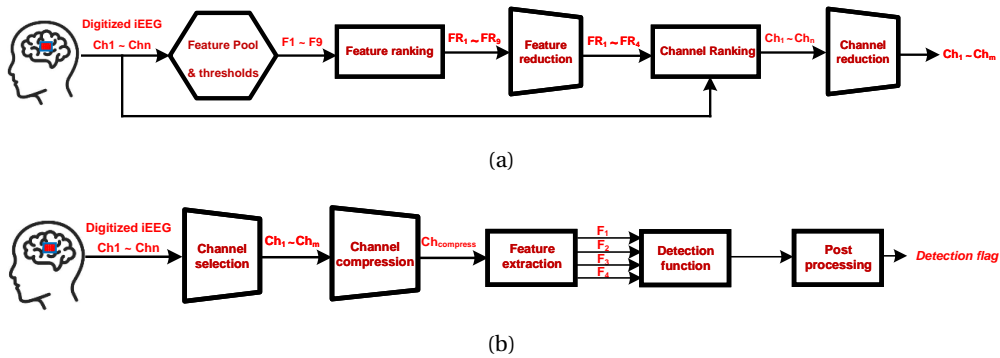 Digitized iEEG
Ch1 ~ Chn
Feature Pool
& thresholds
F1 ~ F9
Feature ranking
FR₁~FR₉
Feature
reduction
FR₁~FR₄
Channel Ranking
Ch₁~Chₙ
Channel
reduction
Ch₁~Chₘ
(a)
Digitized iEEG
Ch1 ~ Chn
Channel
selection
Ch₁~Chₘ
Channel
compression
Ch_compress
Feature
extraction
F₁
F₂
F₃
F₄
Detection
function
Post
processing
Detection flag
(b)